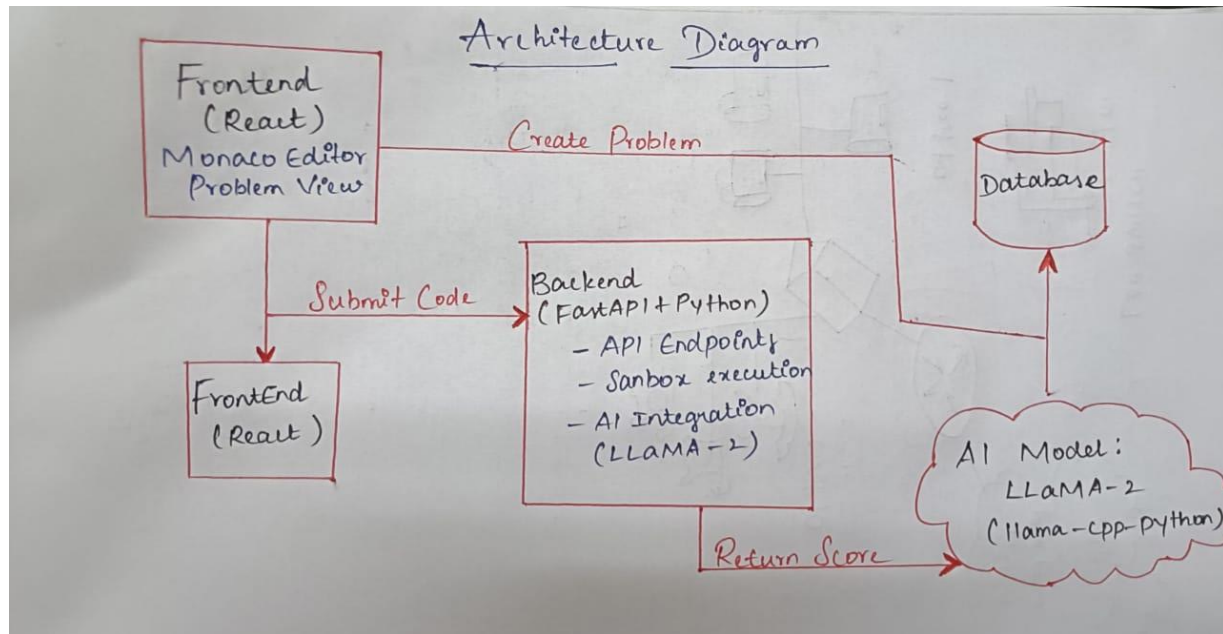 Architecture Diagram
Frontend
(React)
Monaco Editor
Problem View
Create Problem
Database
Submit Code
Backend
(FastAPI + Python)
- API Endpoints
- Sanbox execution
- AI Integration
(LLaMA-2)
FrontEnd
(React)
AI Model:
LLaMA-2
(llama-cpp-python)
Return Score